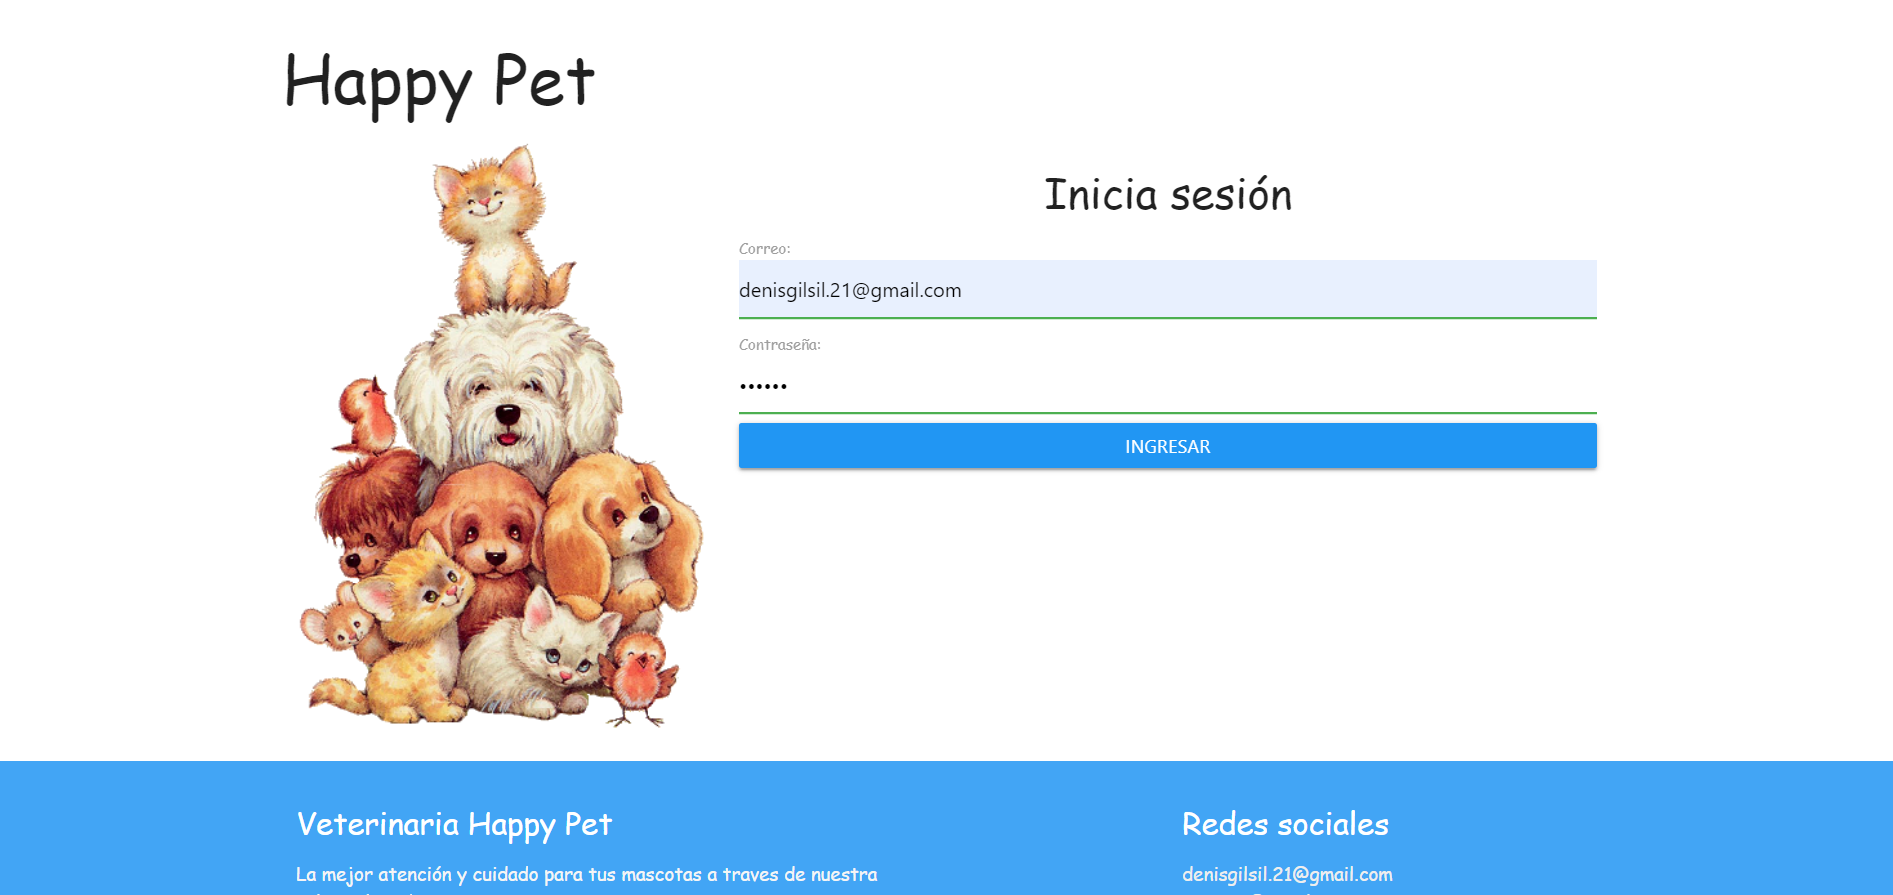 Happy Pet
Inicia sesión
Correo:
denisgilsil.21@gmail.com
Contraseña:
••••••
INGRESAR
Veterinaria Happy Pet
La mejor atención y cuidado para tus mascotas a traves de nuestra
Redes sociales
denisgilsil.21@gmail.com